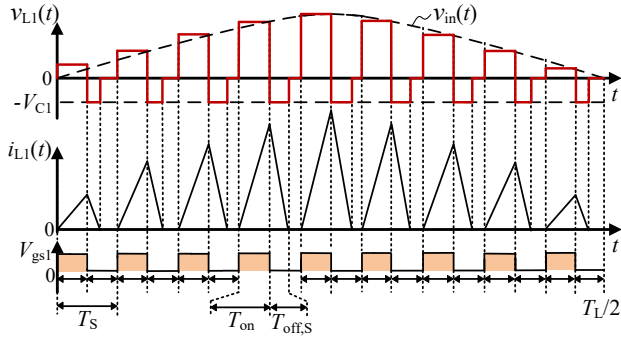 v_L1(t)
v_in(t)
0
t
-V_C1
i_L1(t)
0
t
V_gs1
0
T_S
T_on
T_off,S
T_L/2